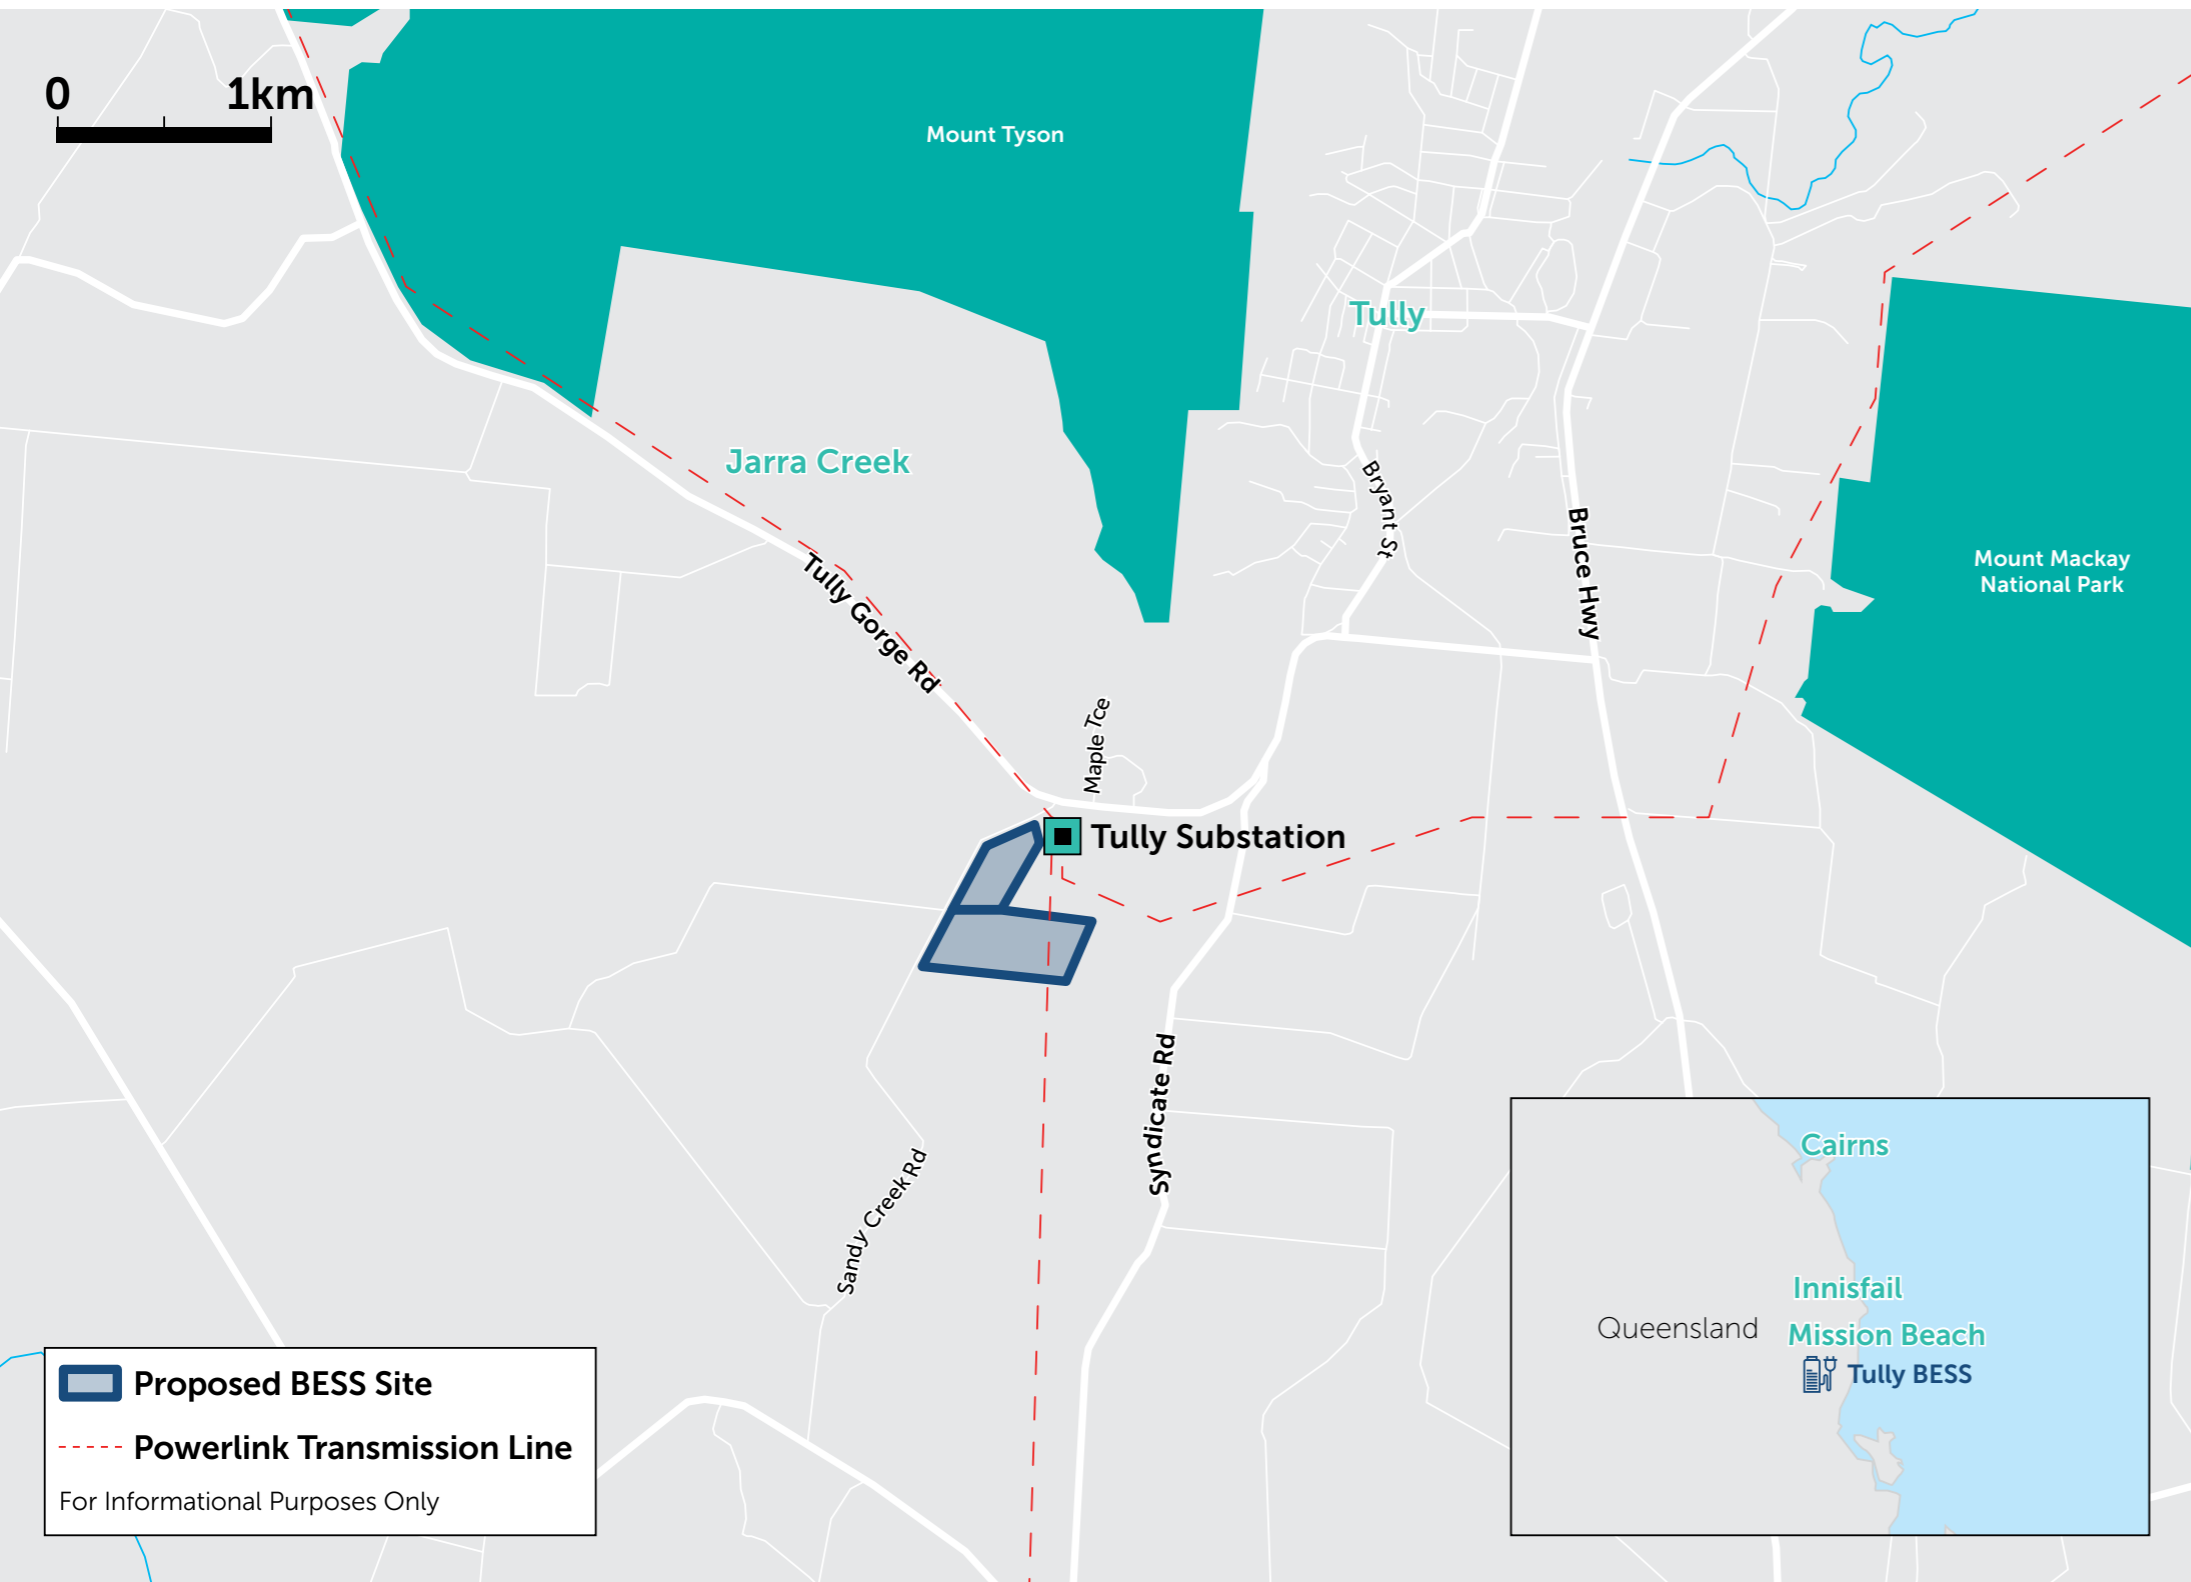 0 1km
Mount Tyson
Tully
Jarra Creek
Bryant St
Bruce Hwy
Mount Mackay
National Park
Tully Gorge Rd
Maple Tce
Tully Substation
Syndicate Rd
Sandy Creek Rd
Cairns
Innisfail
Queensland
Mission Beach
Tully BESS
Proposed BESS Site
Powerlink Transmission Line
For Informational Purposes Only